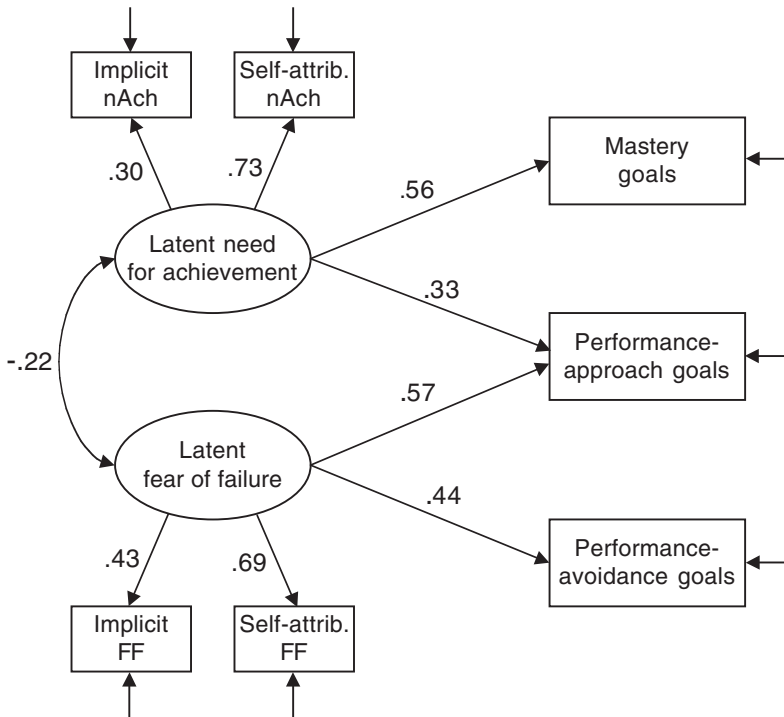 Implicit
nAch
Self-attrib.
nAch
.30
.73
Mastery
goals
.56
Latent need
for achievement
.33
-.22
Performance-
approach goals
.57
Latent
fear of failure
.44
.43
.69
Performance-
avoidance goals
Implicit
FF
Self-attrib.
FF